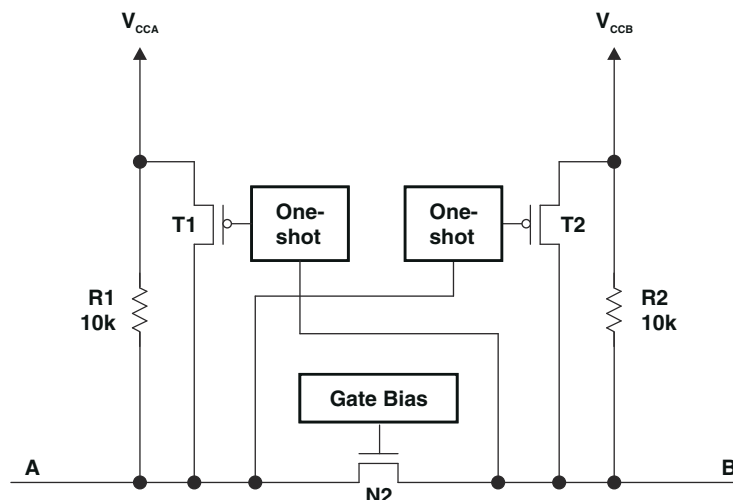 VCCA
VCCB
T1
One-
shot
One-
shot
T2
R1
10k
R2
10k
Gate Bias
A
B
N2